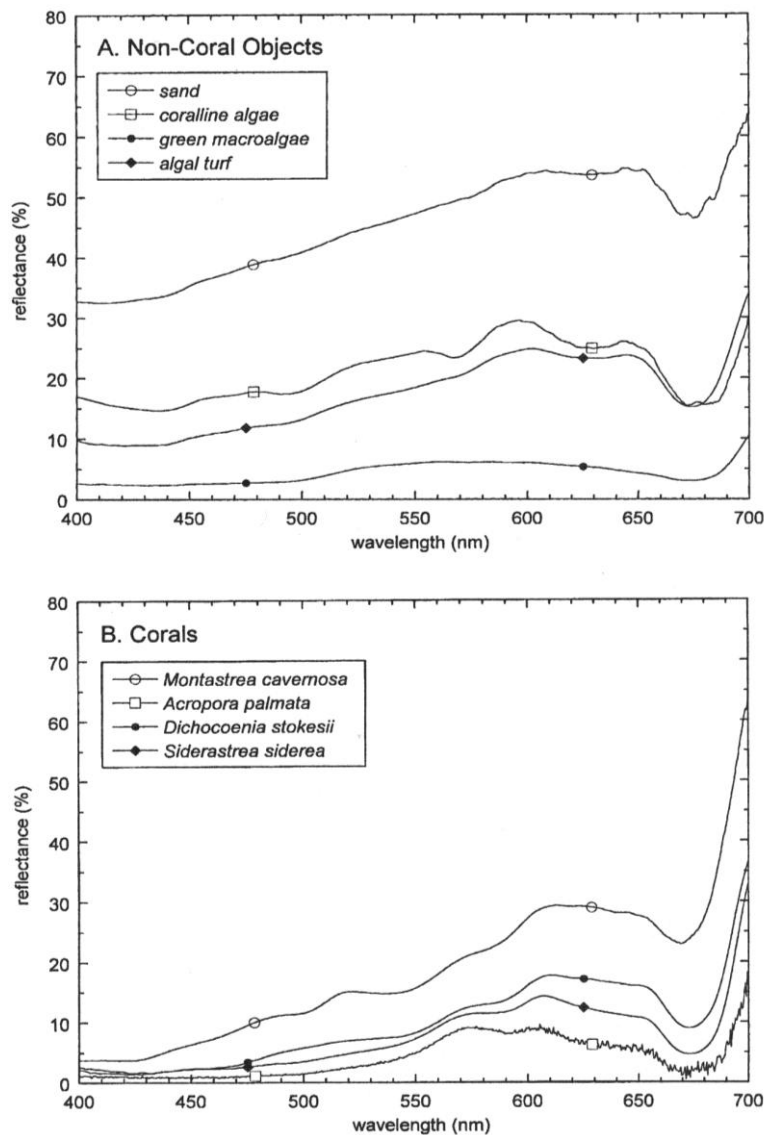 80
A. Non-Coral Objects
70
sand
coralline algae
60
green macroalgae
algal turf
50
40
30
20
10
0
reflectance (%)
400 450 500 550 600 650 700
wavelength (nm)
80
B. Corals
70
Montastrea cavernosa
Acropora palmata
60
Dichocoenia stokesii
Siderastrea siderea
50
40
30
20
10
0
reflectance (%)
400 450 500 550 600 650 700
wavelength (nm)